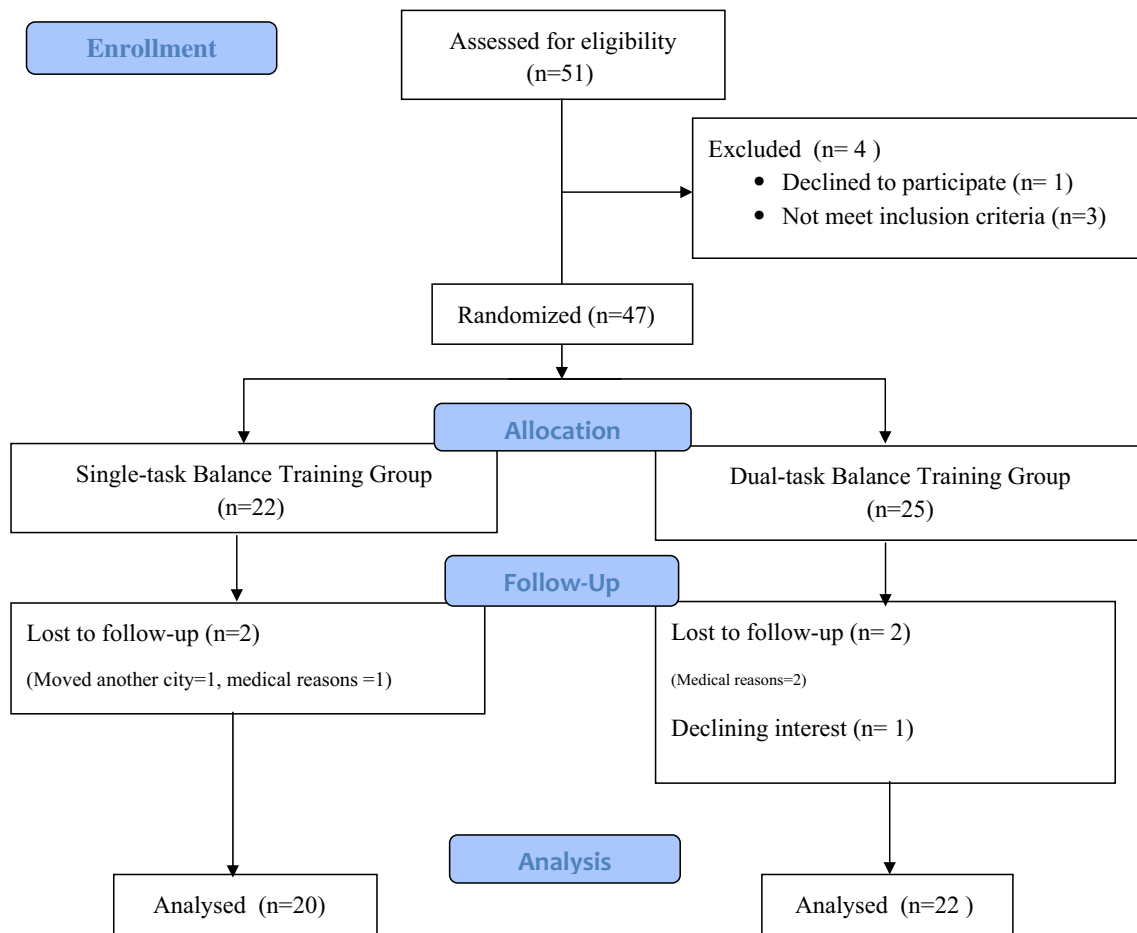 Enrollment
Assessed for eligibility
(n=51)
Excluded (n= 4 )
• Declined to participate (n= 1)
• Not meet inclusion criteria (n=3)
Randomized (n=47)
Allocation
Single-task Balance Training Group
(n=22)
Dual-task Balance Training Group
(n=25)
Follow-Up
Lost to follow-up (n=2)
(Moved another city=1, medical reasons =1)
Lost to follow-up (n= 2)
(Medical reasons=2)
Declining interest (n= 1)
Analysis
Analysed (n=20)
Analysed (n=22 )